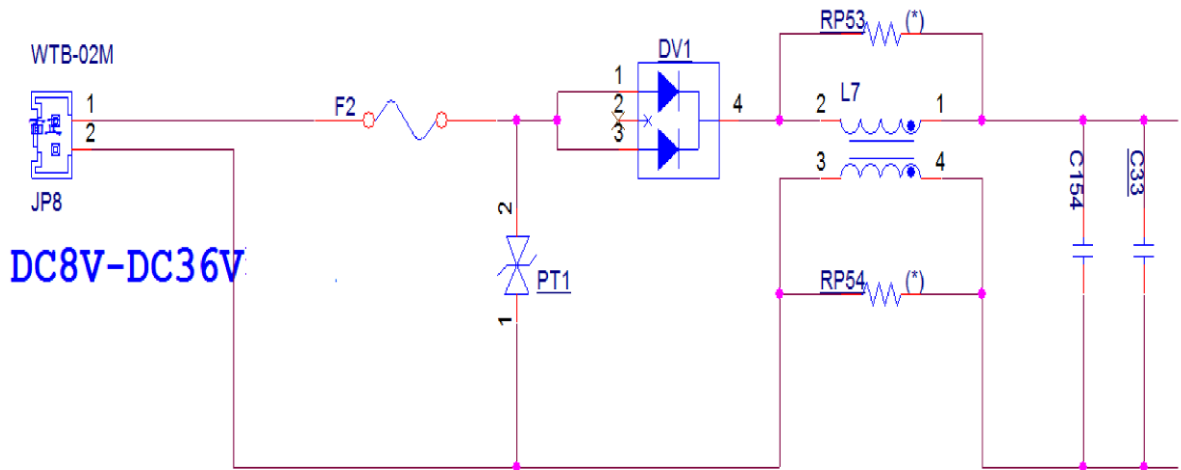 RP53 (*)
WTB-02M
DV1
1
2
3
4
F2
2
L7
1
3
4
1
2
JP8
DC8V-DC36V
2
PT1
1
RP54 (*)
C154
C33